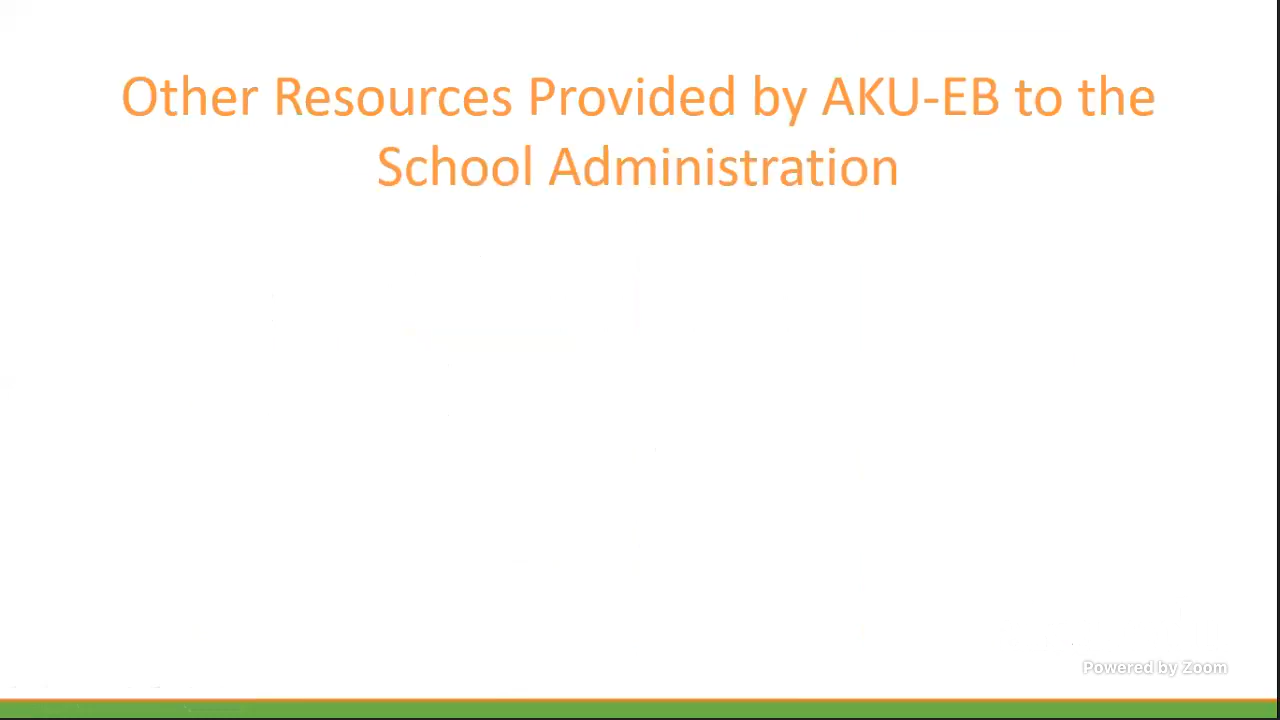 Other Resources Provided by AKU-EB to the
School Administration
Powered by Zoom